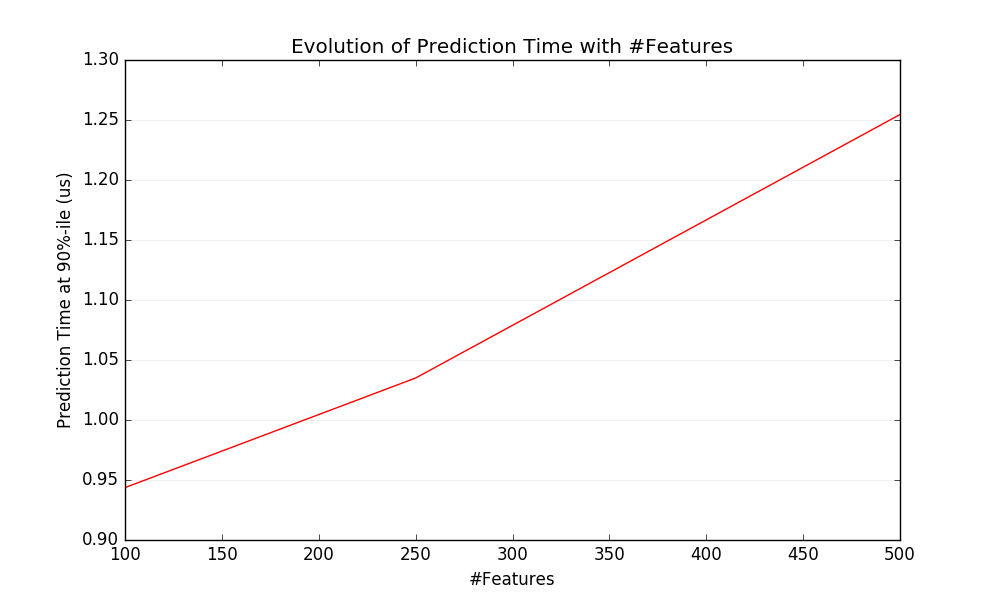 Evolution of Prediction Time with #Features
1.30
1.25
1.20
1.15
1.10
1.05
1.00
0.95
0.90
Prediction Time at 90%-ile (us)
100 150 200 250 300 350 400 450 500
#Features